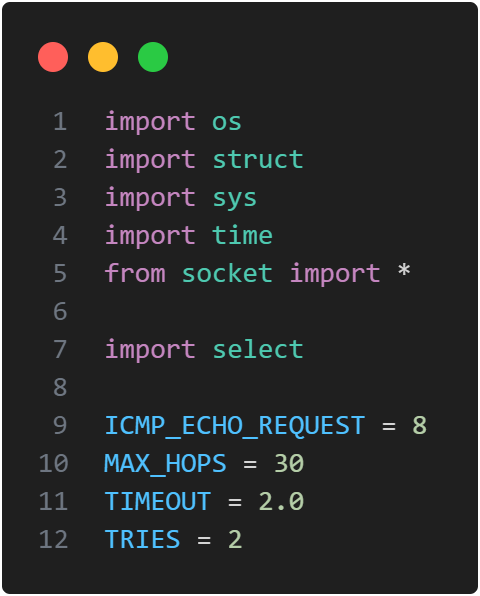 1 import os
2 import struct
3 import sys
4 import time
5 from socket import *
6
7 import select
8
9 ICMP_ECHO_REQUEST = 8
10 MAX_HOPS = 30
11 TIMEOUT = 2.0
12 TRIES = 2